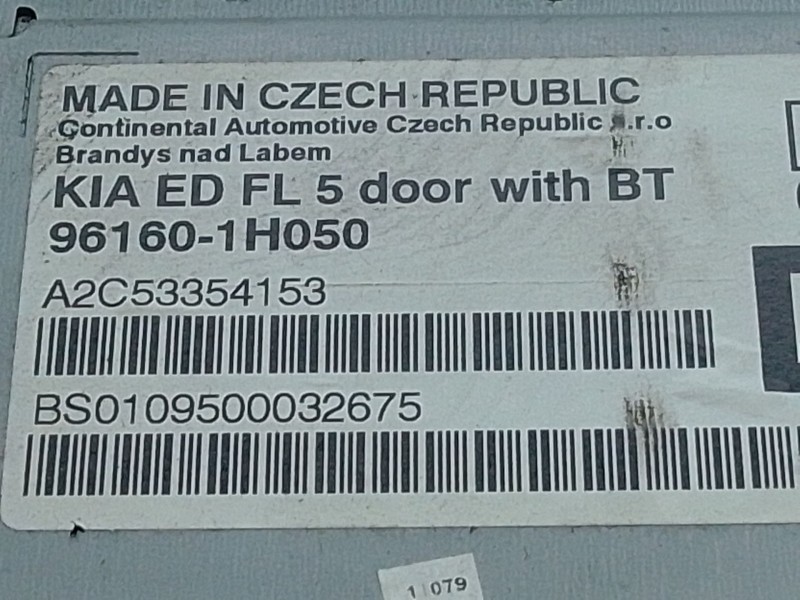 MADE IN CZECH REPUBLIC
Continental Automotive Czech Republic s.r.o
Brandys nad Labem
KIA ED FL 5 door with BT
96160-1H050
A2C53354153
BS0109500032675
1 079